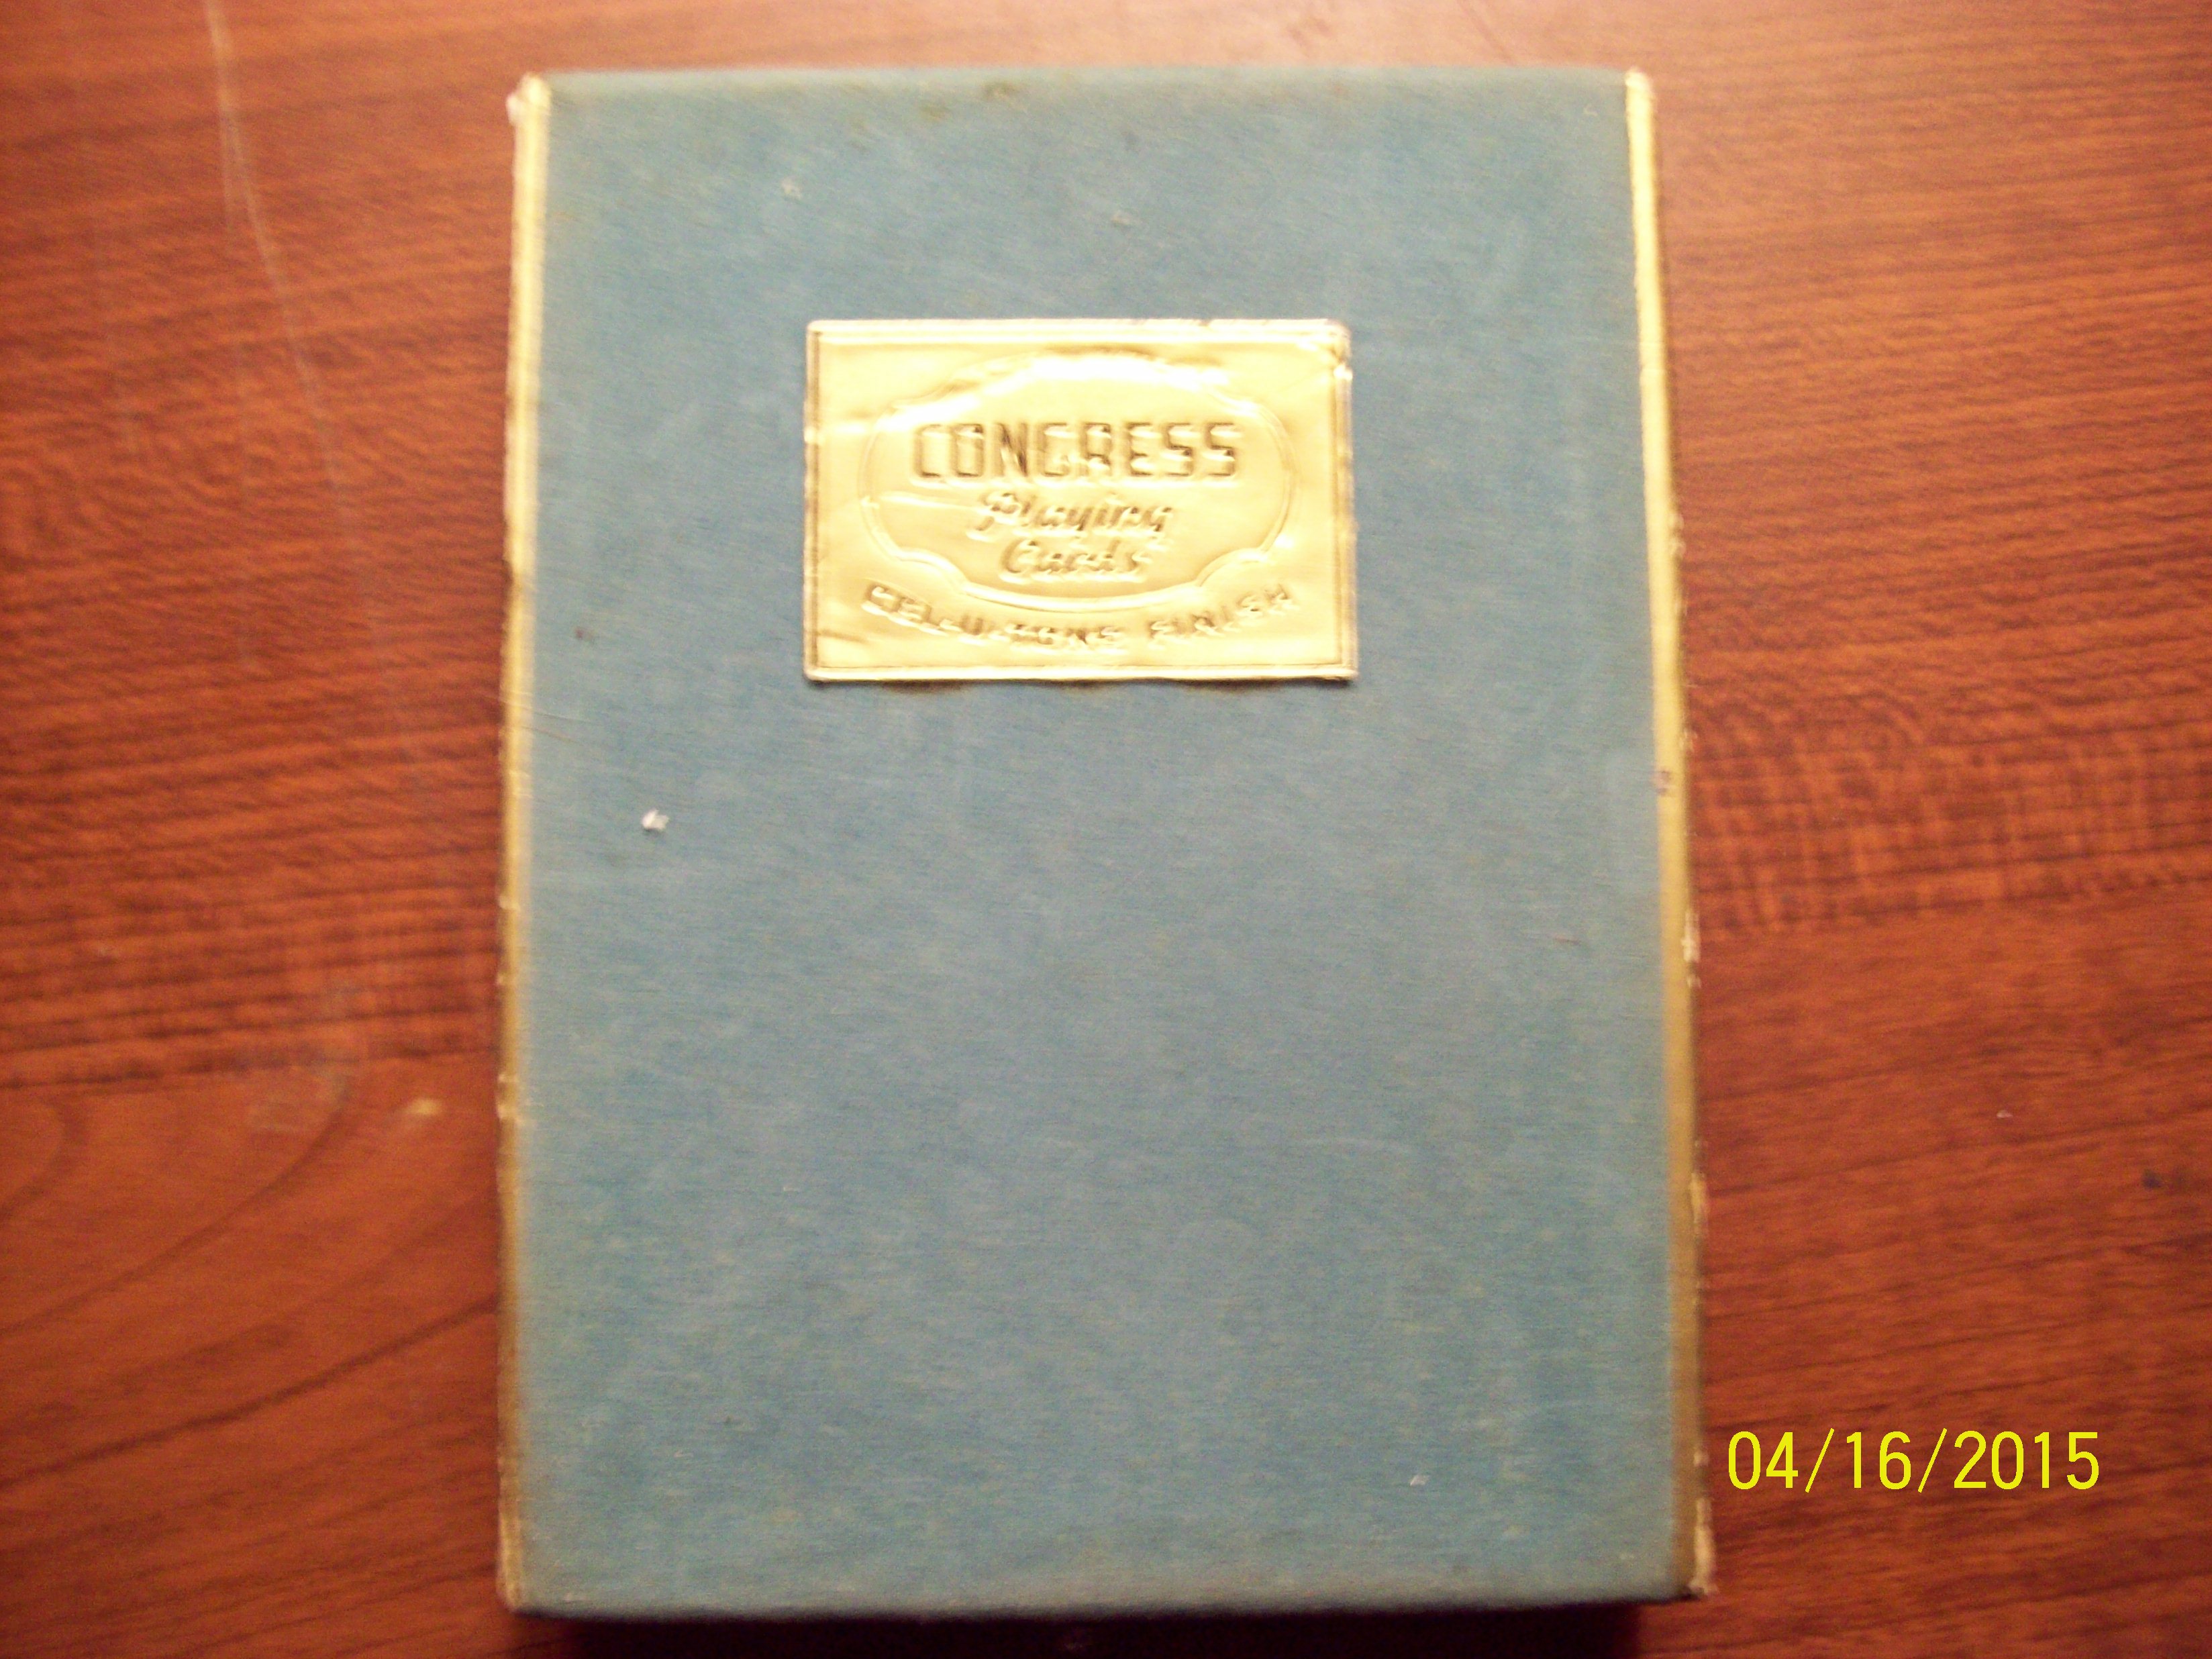 CONGRESS
Playing
Cards
CEL-U-TONE FINISH
04/16/2015